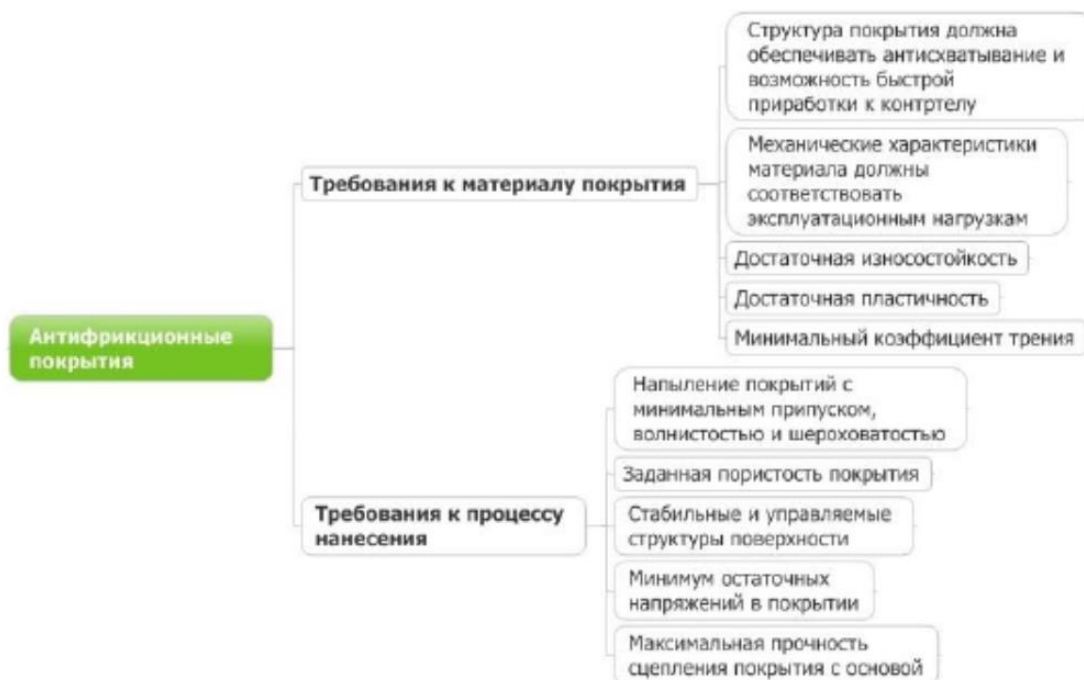 Антифрикционные
покрытия
Требования к материалу покрытия
Структура покрытия должна
обеспечивать антисхватывание и
возможность быстрой
приработки к контртелу
Механические характеристики
материала должны
соответствовать
эксплуатационным нагрузкам
Достаточная износостойкость
Достаточная пластичность
Минимальный коэффициент трения
Требования к процессу
нанесения
Напыление покрытий с
минимальным припуском,
волнистостью и шероховатостью
Заданная пористость покрытия
Стабильные и управляемые
структуры поверхности
Минимум остаточных
напряжений в покрытии
Максимальная прочность
сцепления покрытия с основой